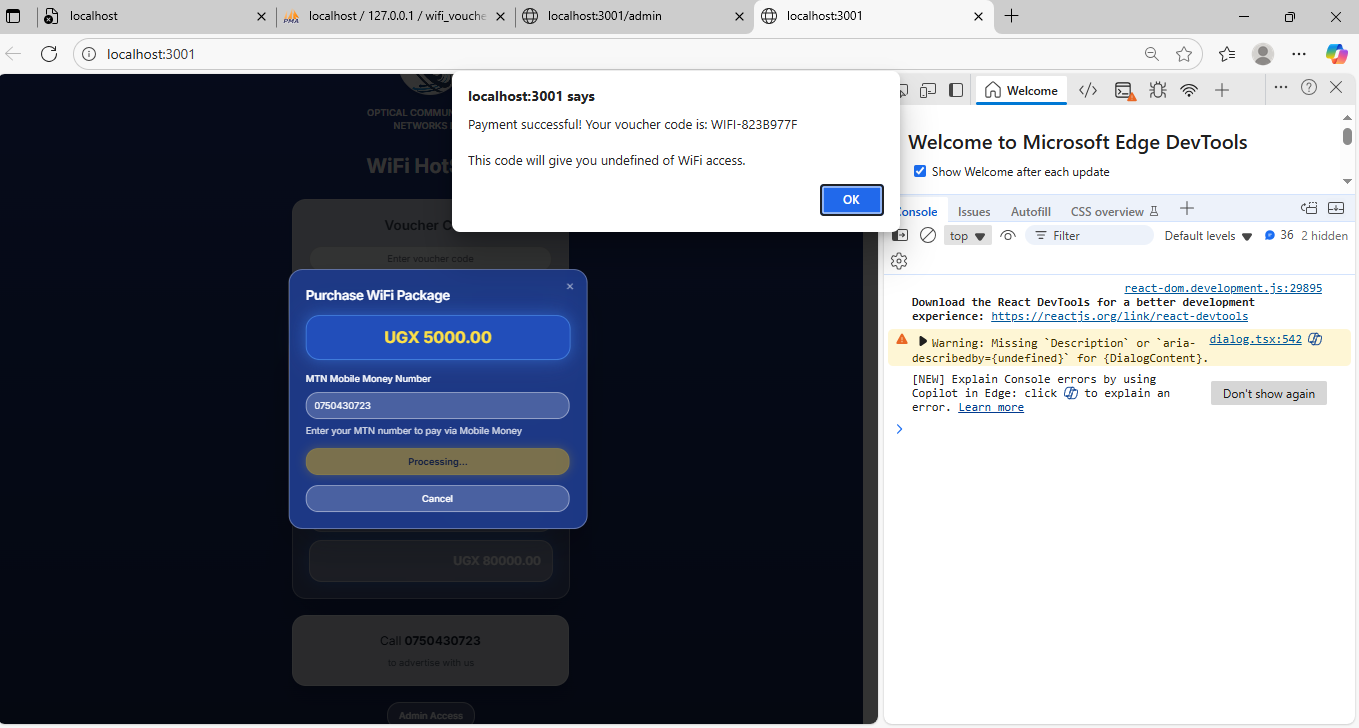 localhost
localhost / 127.0.0.1 / wifi_vouche
localhost:3001/admin
localhost:3001
localhost:3001
OPTICAL COMMU
NETWORKS
WiFi Hot
Voucher C
Enter voucher code
localhost:3001 says
Payment successful! Your voucher code is: WIFI-823B977F
This code will give you undefined of WiFi access.
OK
Purchase WiFi Package
×
UGX 5000.00
MTN Mobile Money Number
0750430723
Enter your MTN number to pay via Mobile Money
Processing...
Cancel
UGX 80000.00
Call 0750430723
to advertise with us
Admin Access
Welcome
Welcome to Microsoft Edge DevTools
Show Welcome after each update
Console Issues Autofill CSS overview
top Filter Default levels 36 2 hidden
react-dom.development.js:29895
Download the React DevTools for a better development
experience: https://reactjs.org/link/react-devtools
Warning: Missing `Description` or `aria- dialog.tsx:542
describedby={undefined}` for {DialogContent}.
[NEW] Explain Console errors by using
Copilot in Edge: click to explain an
error. Learn more
Don't show again